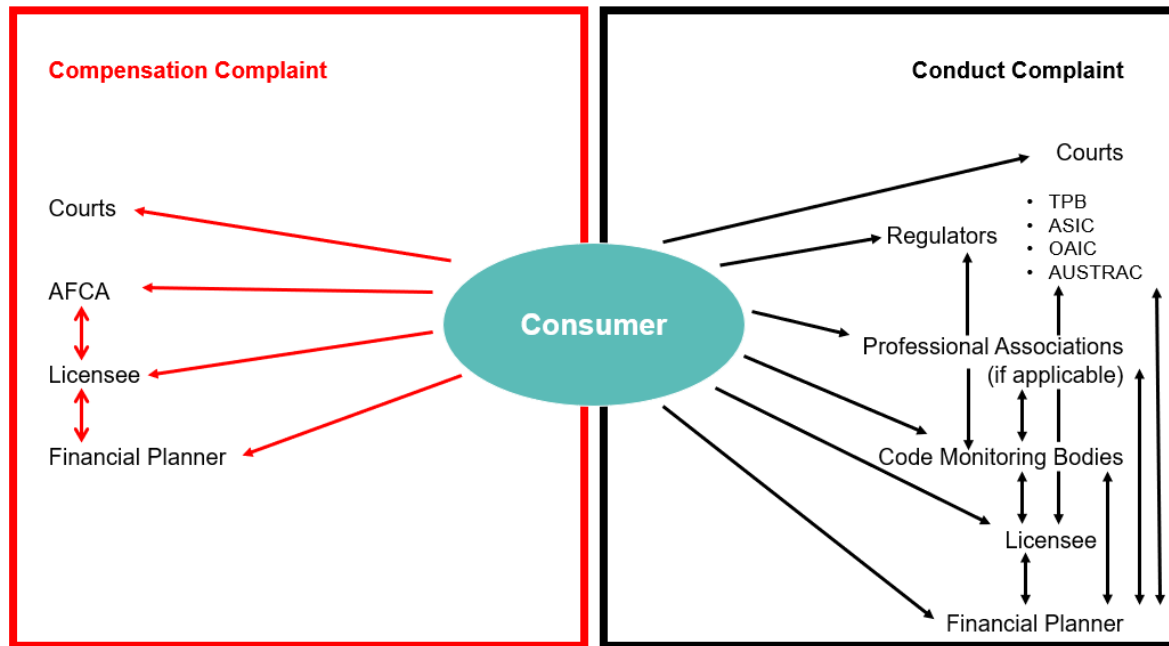 Compensation Complaint
Courts
AFCA
Licensee
Financial Planner
Consumer
Conduct Complaint
Courts
Regulators
• TPB
• ASIC
• OAIC
• AUSTRAC
Professional Associations
(if applicable)
Code Monitoring Bodies
Licensee
Financial Planner